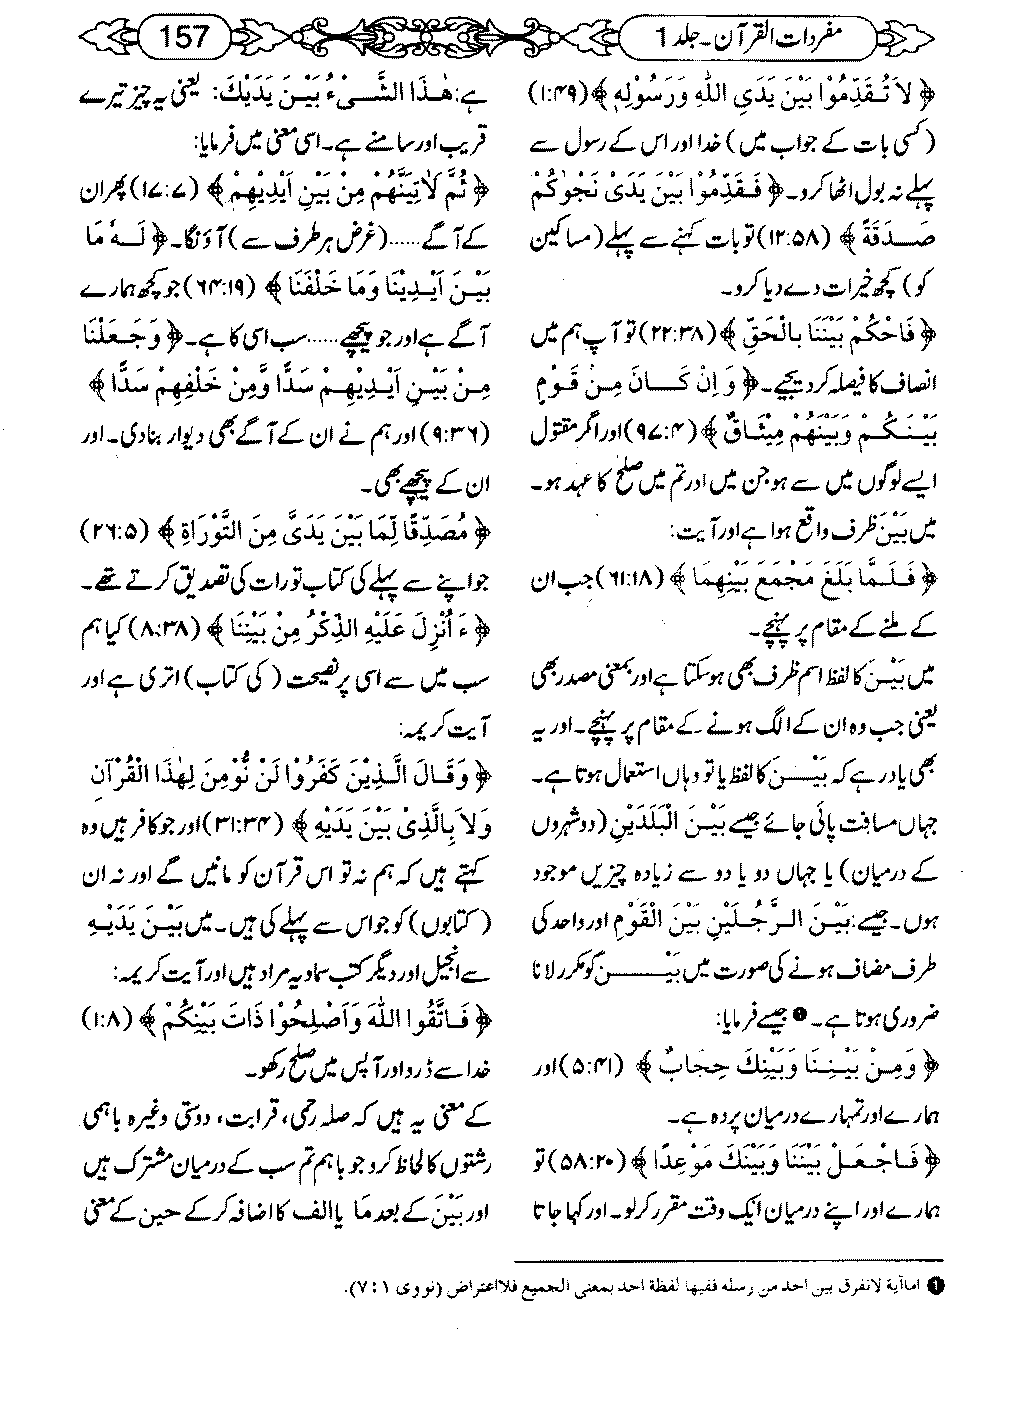 مفردات القرآن۔ جلد 1
157
﴿ لَا تُقَدِّمُوْا بَيْنَ يَدَيِ اللهِ وَرَسُوْلِهٖ ﴾(۱:۴۹)
(کسی بات کے جواب میں) خدا اور اس کے رسول سے
پہلے نہ بول اٹھا کرو۔ ﴿ فَقَدِّمُوْا بَيْنَ يَدَيْ نَجْوٰكُمْ
صَدَقَةً ﴾ (۱۲:۵۸) تو بات کہنے سے پہلے (مساکین
کو) کچھ خیرات دے دیا کرو۔
﴿ فَاحْكُمْ بَيْنَنَا بِالْحَقِّ ﴾(۲۲:۳۸) تو آپ ہم میں
انصاف کا فیصلہ کر دیجیے۔ ﴿ وَاِنْ كَانَ مِنْ قَوْمٍ
بَيْنَكُمْ وَبَيْنَهُمْ مِيْثَاقٌ ﴾(۹۲:۴) اور اگر مقتول
ایسے لوگوں میں سے ہو جن میں اور تم میں صلح کا عہد ہو۔
میں بَيْنَ ظرف واقع ہوا ہے اور آیت:
﴿ فَلَمَّا بَلَغَ مَجْمَعَ بَيْنِهِمَا ﴾ (۶۱:۱۸) جب ان
کے ملنے کے مقام پر پہنچے۔
میں بَيْنَ کا لفظ اسم ظرف بھی ہو سکتا ہے اور بمعنی مصدر بھی
یعنی جب وہ ان کے الگ ہونے کے مقام پر پہنچے۔ اور یہ
بھی یاد رہے کہ بَيْنَ کا لفظ یا تو وہاں استعمال ہوتا ہے۔
جہاں مسافت پائی جائے جیسے بَيْنَ الْبَلَدَيْنِ (دو شہروں
کے درمیان) یا جہاں دو یا دو سے زیادہ چیزیں موجود
ہوں۔ جیسے: بَيْنَ الرَّجُلَيْنِ بَيْنَ الْقَوْمِ اور واحد کی
طرف مضاف ہونے کی صورت میں بَيْنَ کو مکرر لانا
ضروری ہوتا ہے۔ ❶ جیسے فرمایا:
﴿ وَمِنْ بَيْنِنَا وَبَيْنِكَ حِجَابٌ ﴾ (۵:۴۱) اور
ہمارے اور تمہارے درمیان پردہ ہے۔
﴿ فَاجْعَلْ بَيْنَنَا وَبَيْنَكَ مَوْعِدًا ﴾(۵۸:۲۰) تو
ہمارے اور اپنے درمیان ایک وقت مقرر کر لو۔ اور کہا جاتا
ہے: هٰذَا الشَّيْءُ بَيْنَ يَدَيْكَ: یعنی یہ چیز تیرے
قریب اور سامنے ہے۔ اسی معنی میں فرمایا:
﴿ ثُمَّ لَاٰتِيَنَّهُمْ مِنْ بَيْنِ اَيْدِيْهِمْ ﴾ (۱۷:۷) پھر ان
کے آگے ......(غرض ہر طرف سے) آؤنگا۔ ﴿ لَهٗ مَا
بَيْنَ اَيْدِيْنَا وَمَا خَلْفَنَا ﴾ (۶۴:۱۹) جو کچھ ہمارے
آگے ہے اور جو پیچھے ......سب اسی کا ہے۔ ﴿ وَجَعَلْنَا
مِنْ بَيْنِ اَيْدِيْهِمْ سَدًّا وَّمِنْ خَلْفِهِمْ سَدًّا ﴾
(۹:۳۶) اور ہم نے ان کے آگے بھی دیوار بنا دی۔ اور
ان کے پیچھے بھی۔
﴿ مُصَدِّقًا لِّمَا بَيْنَ يَدَيَّ مِنَ التَّوْرَاةِ ﴾ (۲۶:۵)
جو اپنے سے پہلے کی کتاب تورات کی تصدیق کرتے تھے۔
﴿ ءَ اُنْزِلَ عَلَيْهِ الذِّكْرُ مِنْ بَيْنِنَا ﴾ (۸:۳۸) کیا ہم
سب میں سے اسی پر نصیحت (کی کتاب) اتری ہے اور
آیت کریمہ:
﴿ وَقَالَ الَّذِيْنَ كَفَرُوْا لَنْ نُّؤْمِنَ لِهٰذَا الْقُرْآنِ
وَلَا بِالَّذِيْ بَيْنَ يَدَيْهِ ﴾ (۳۱:۳۴) اور جو کافر ہیں وہ
کہتے ہیں کہ ہم نہ تو اس قرآن کو مانیں گے اور نہ ان
(کتابوں) کو جو اس سے پہلے کی ہیں۔ میں بَيْنَ يَدَيْهِ
سے انجیل اور دیگر کتب سماویہ مراد ہیں اور آیت کریمہ:
﴿ فَاتَّقُوا اللهَ وَاَصْلِحُوْا ذَاتَ بَيْنِكُمْ ﴾ (۱:۸)
خدا سے ڈرو اور آپس میں صلح رکھو۔
کے معنی یہ ہیں کہ صلہ رحمی، قرابت، دوستی وغیرہ باہمی
رشتوں کا لحاظ کرو جو باہم تم سب کے درمیان مشترک ہیں
اور بَيْنَ کے بعد مَا یا الف کا اضافہ کر کے حین کے معنی
❶ اما آية لانفرق بين احد من رسله ففيها لفظة احد بمعنى الجميع فلا اعتراض (نووی ۱ : ۷).